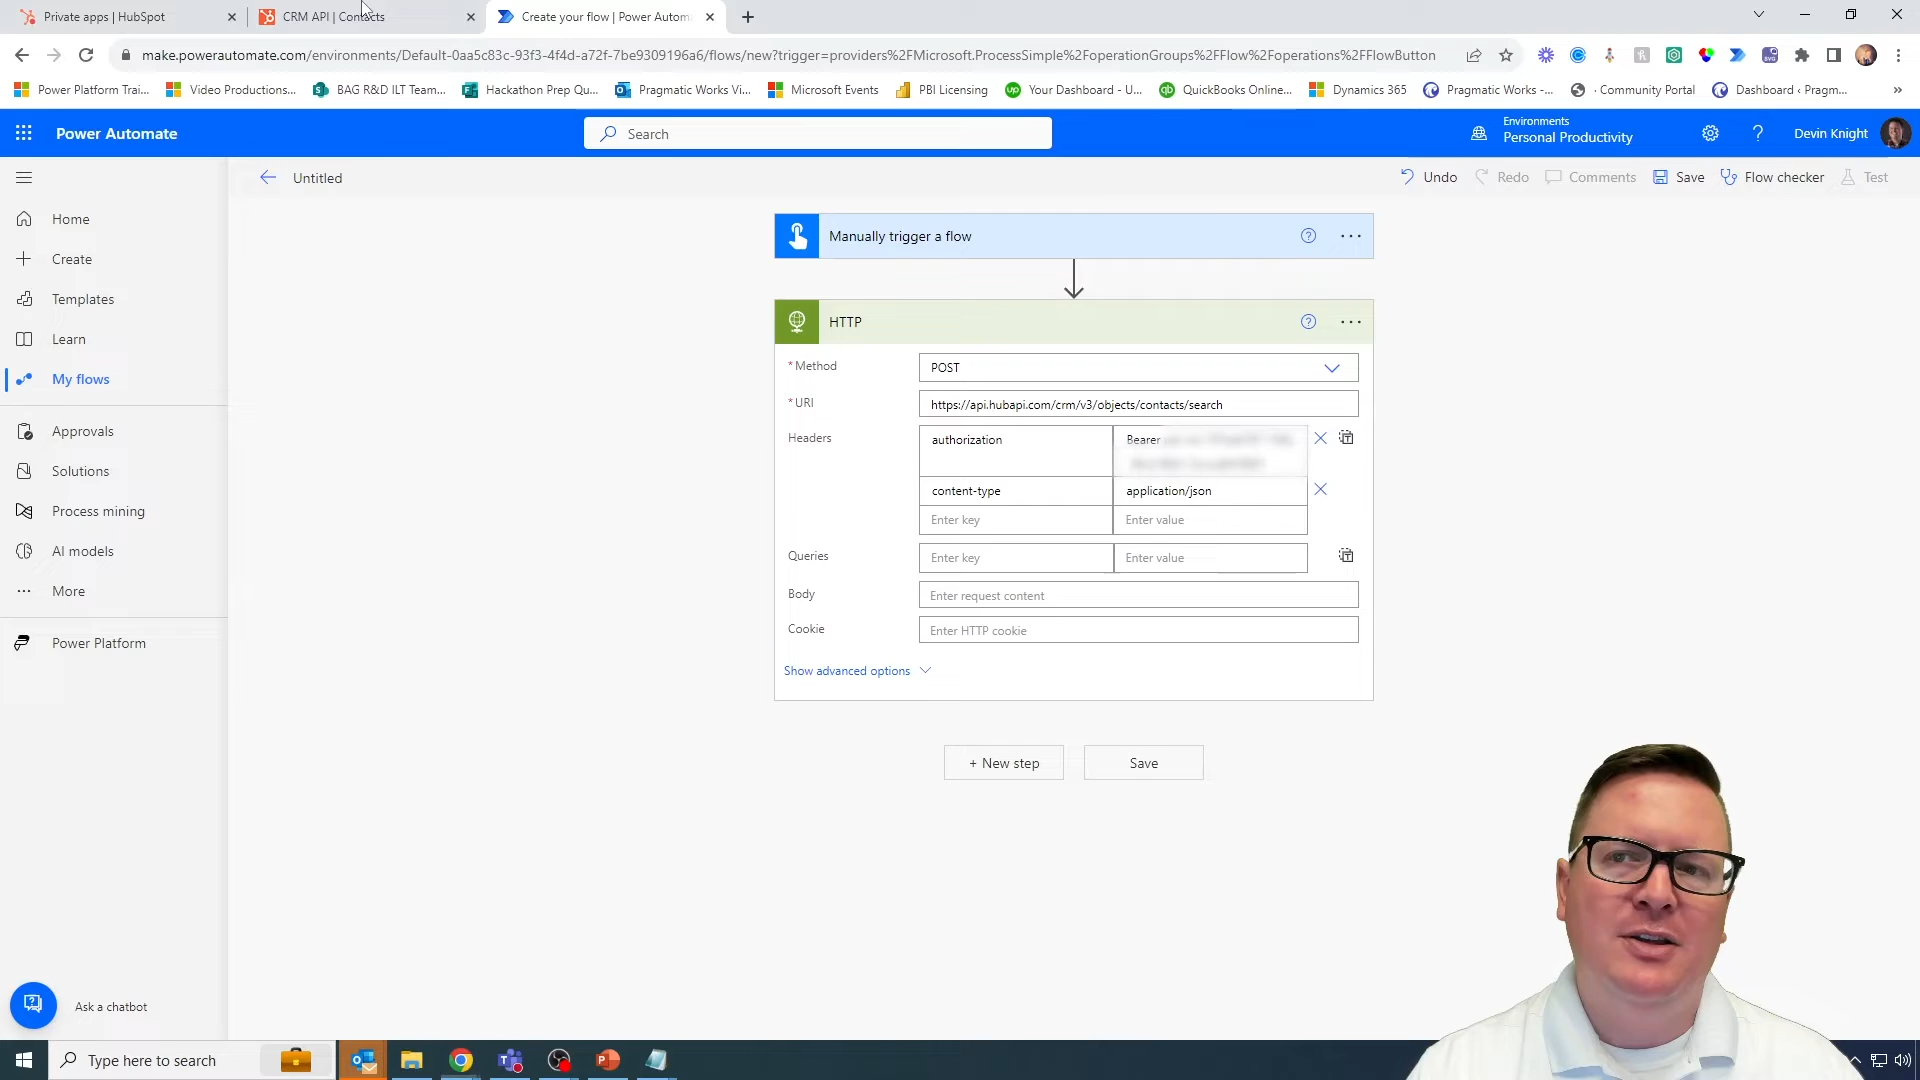 Private apps | HubSpot
CRM API | Contacts
Create your flow | Power Autom
make.powerautomate.com/environments/Default-0aa5c83c-93f3-4f4d-a72f-7be9309196a6/flows/new?trigger=providers%2FMicrosoft.ProcessSimple%2FoperationGroups%2FFlow%2Foperations%2FFlowButton
Power Platform Trai... Video Productions... BAG R&D ILT Team... Hackathon Prep Qu... Pragmatic Works Vi... Microsoft Events PBI Licensing Your Dashboard - U... QuickBooks Online... Dynamics 365 Pragmatic Works -... · Community Portal Dashboard ‹ Pragm... »
Power Automate
Search
Environments
Personal Productivity
Devin Knight
Untitled
Undo Redo Comments Save Flow checker Test
Home
Create
Templates
Learn
My flows
Approvals
Solutions
Process mining
AI models
More
Power Platform
Ask a chatbot
Manually trigger a flow
HTTP
* Method POST
* URI https://api.hubapi.com/crm/v3/objects/contacts/search
Headers authorization Bearer
content-type application/json
Enter key Enter value
Queries Enter key Enter value
Body Enter request content
Cookie Enter HTTP cookie
Show advanced options
+ New step Save
Type here to search